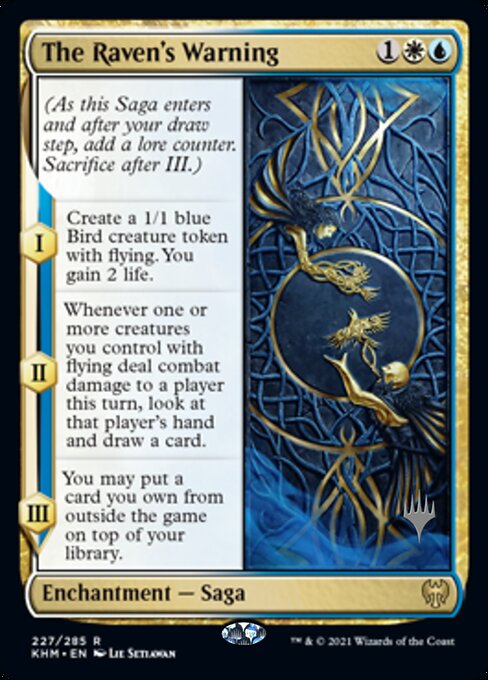 The Raven's Warning 1
(As this Saga enters
and after your draw
step, add a lore counter.
Sacrifice after III.)
I
Create a 1/1 blue
Bird creature token
with flying. You
gain 2 life.
II
Whenever one or
more creatures
you control with
flying deal combat
damage to a player
this turn, look at
that player's hand
and draw a card.
III
You may put a
card you own from
outside the game
on top of your
library.
Enchantment — Saga
227/285 R
KHM • EN Lie Setiawan
™ & © 2021 Wizards of the Coast